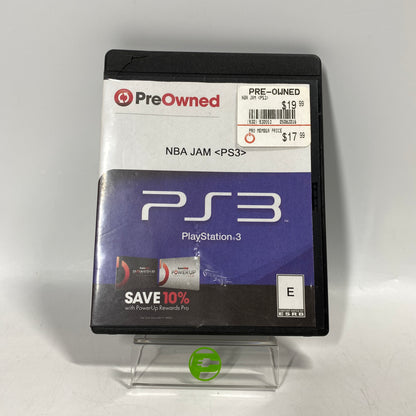 PreOwned
PRE-OWNED
NBA JAM <PS3>
$19.99
PRO MEMBER PRICE
$17.99
NBA JAM <PS3>
PS3
PlayStation®3
POWERUP
SAVE 10%
with PowerUp Rewards Pro
E
ESRB